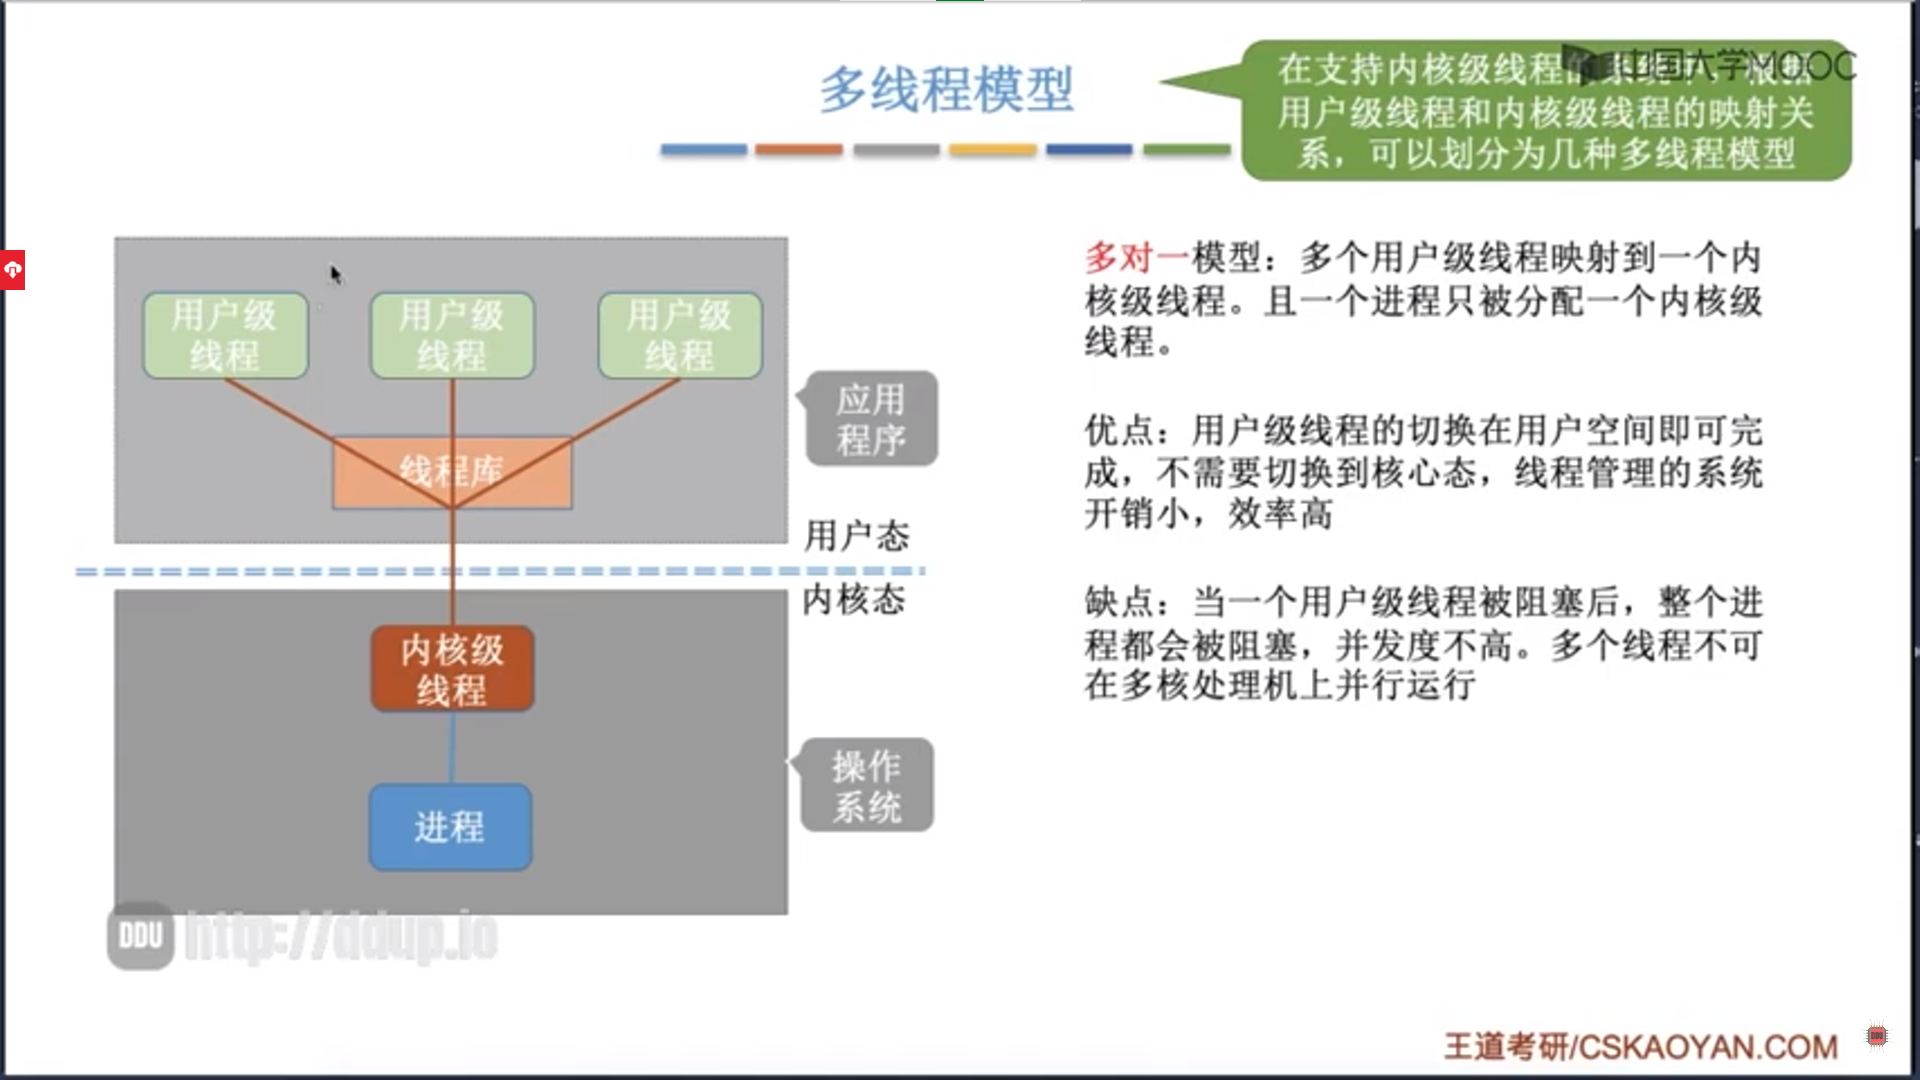 多线程模型
在支持内核级线程
用户级线程和内核级线程的映射关
系，可以划分为几种多线程模型
中国大学MOOC
用户级
线程
用户级
线程
用户级
线程
线程库
应用
程序
用户态
内核态
内核级
线程
进程
操作
系统
多对一模型：多个用户级线程映射到一个内
核级线程。且一个进程只被分配一个内核级
线程。
优点：用户级线程的切换在用户空间即可完
成，不需要切换到核心态，线程管理的系统
开销小，效率高
缺点：当一个用户级线程被阻塞后，整个进
程都会被阻塞，并发度不高。多个线程不可
在多核处理机上并行运行
DDU http://ddup.io
王道考研/CSKAOYAN.COM